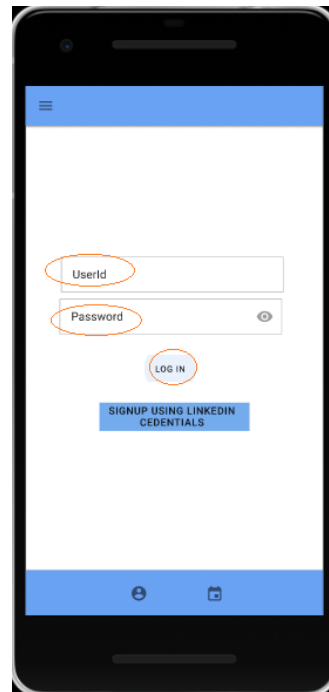 UserId
Password
LOG IN
SIGNUP USING LINKEDIN
CEDENTIALS